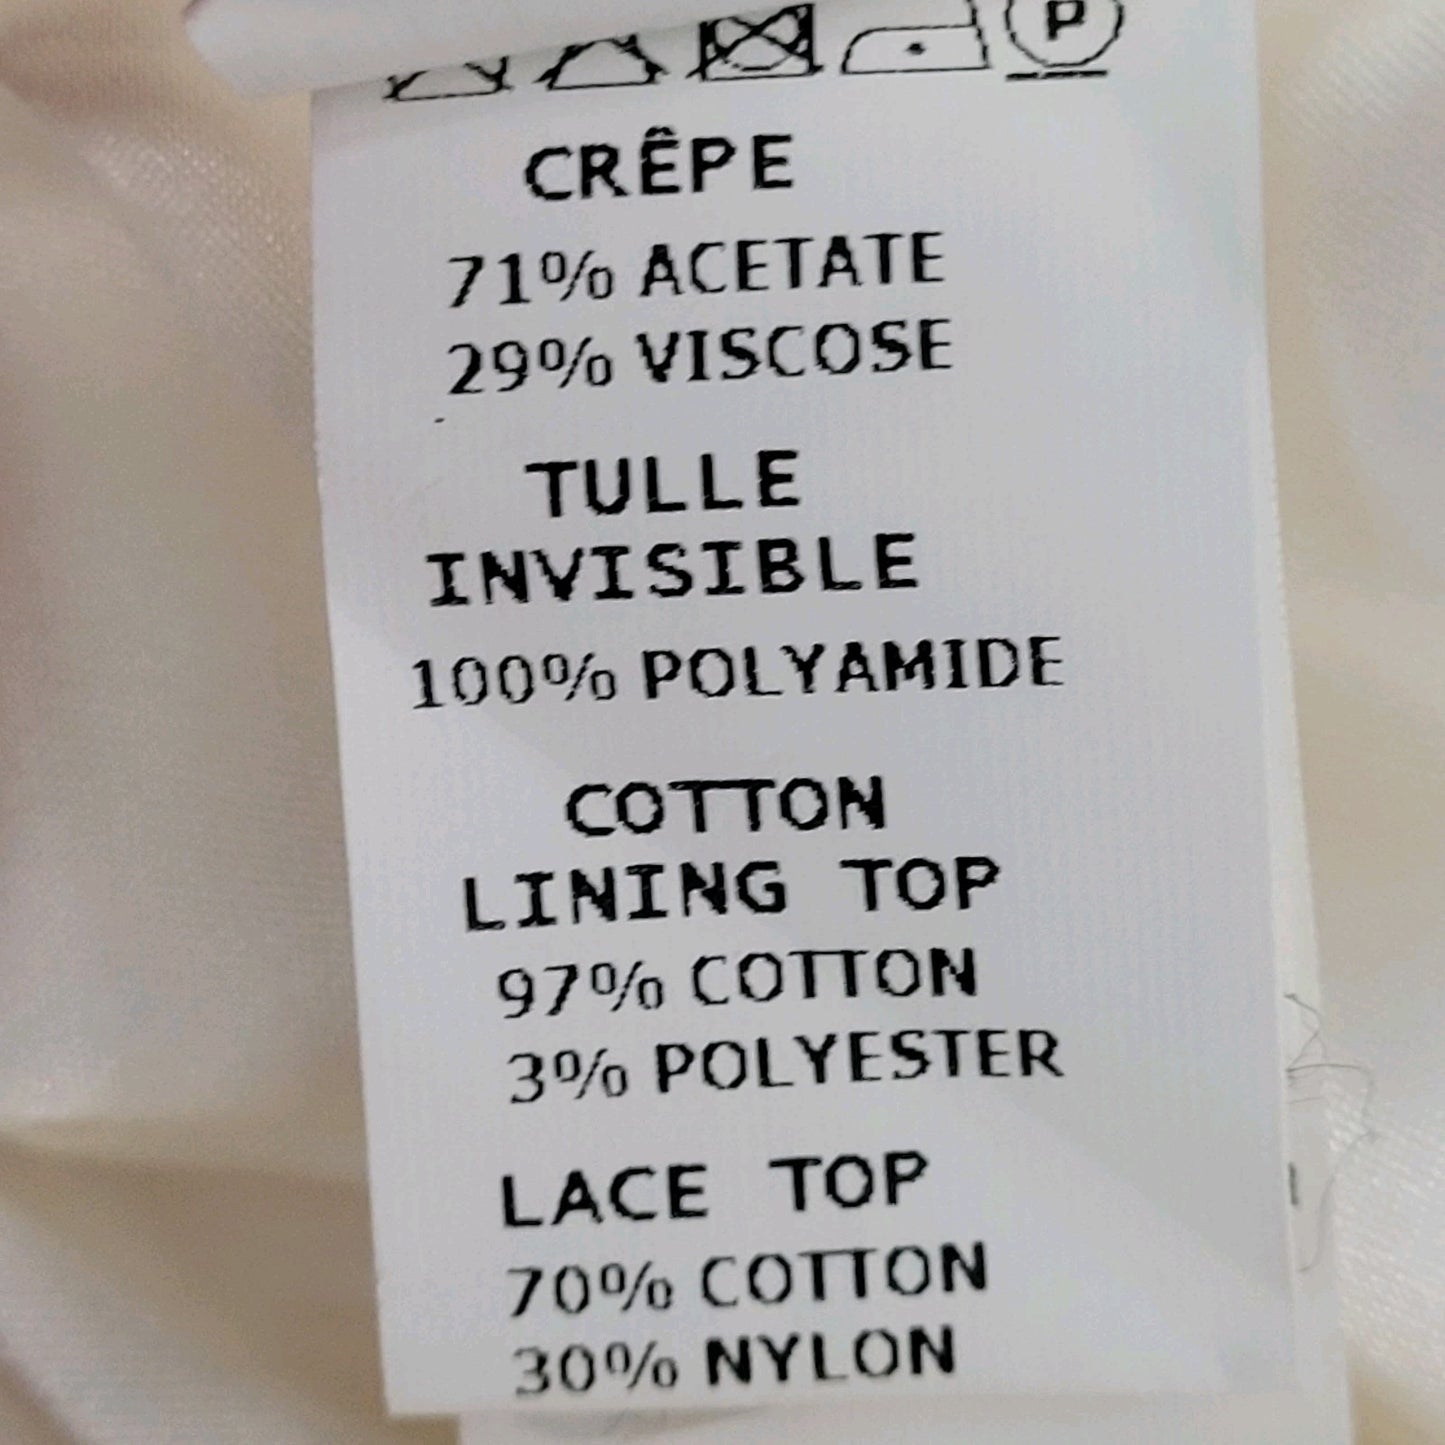 P
CRÊPE
71% ACETATE
29% VISCOSE
TULLE
INVISIBLE
100% POLYAMIDE
COTTON
LINING TOP
97% COTTON
3% POLYESTER
LACE TOP
70% COTTON
30% NYLON